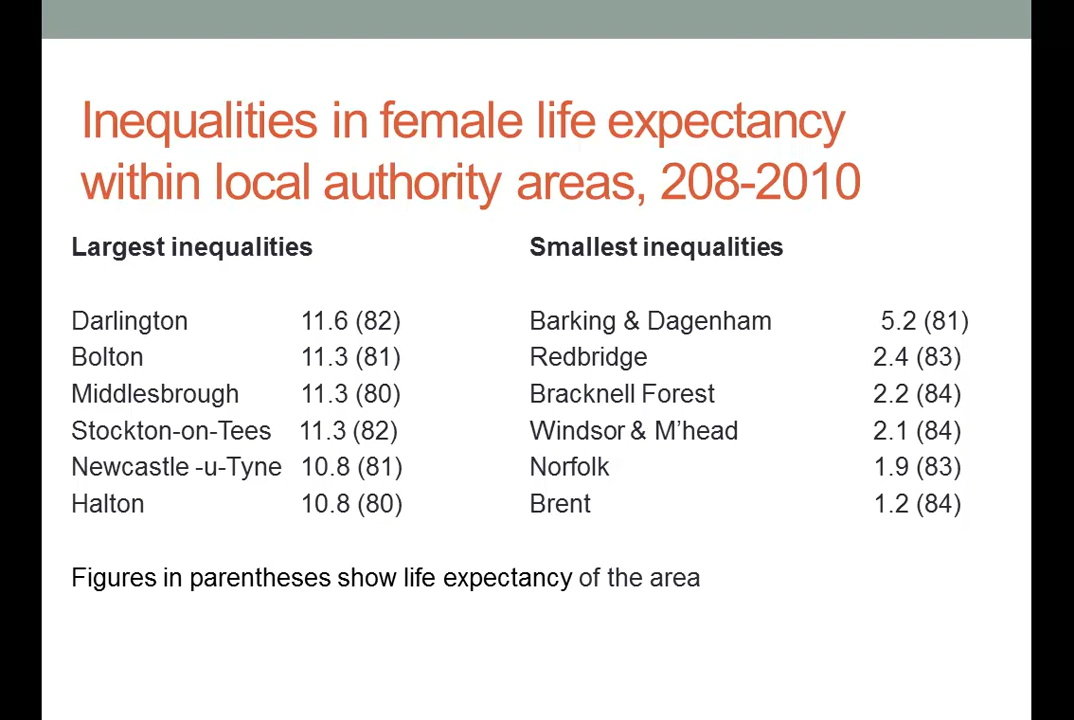 Inequalities in female life expectancy
within local authority areas, 208-2010
Largest inequalities
Darlington 11.6 (82)
Bolton 11.3 (81)
Middlesbrough 11.3 (80)
Stockton-on-Tees 11.3 (82)
Newcastle -u-Tyne 10.8 (81)
Halton 10.8 (80)
Smallest inequalities
Barking & Dagenham 5.2 (81)
Redbridge 2.4 (83)
Bracknell Forest 2.2 (84)
Windsor & M’head 2.1 (84)
Norfolk 1.9 (83)
Brent 1.2 (84)
Figures in parentheses show life expectancy of the area